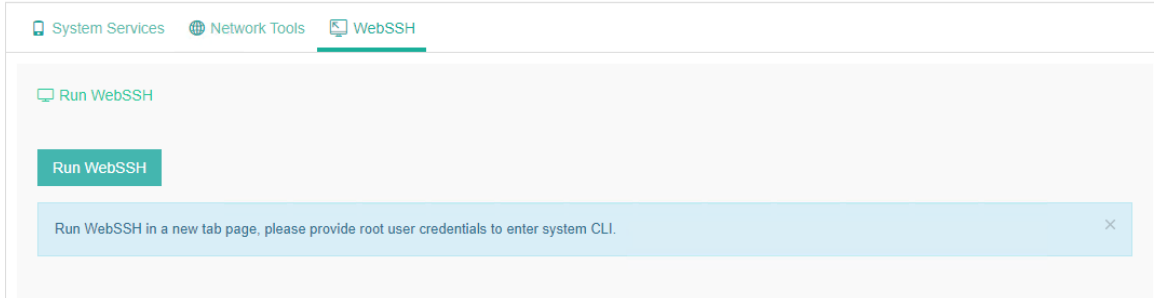 System Services Network Tools WebSSH
Run WebSSH
Run WebSSH
Run WebSSH in a new tab page, please provide root user credentials to enter system CLI.